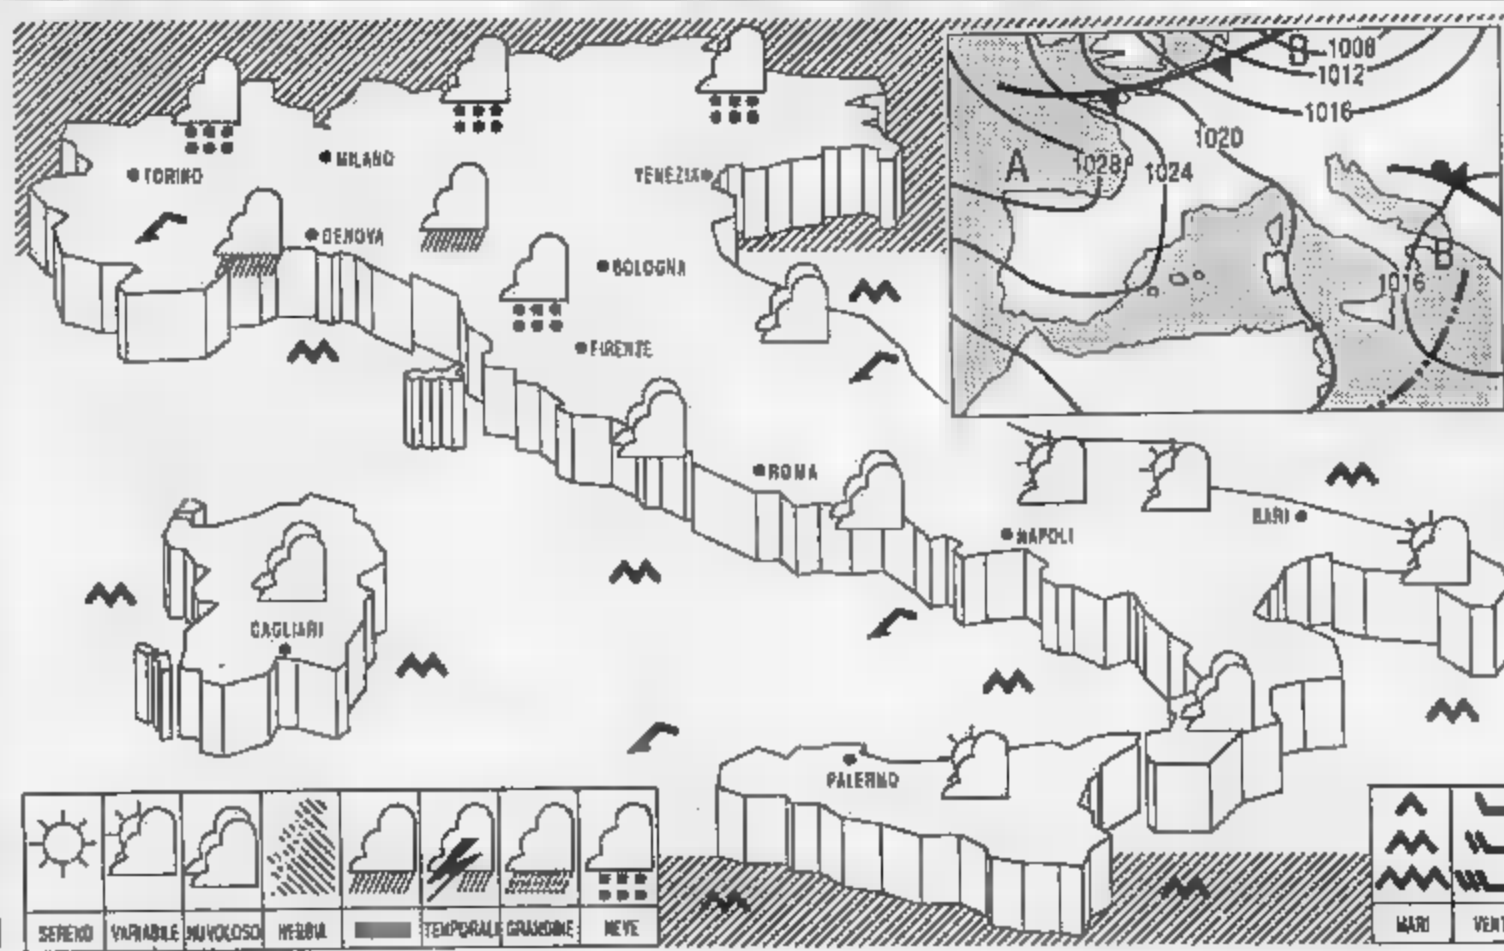 B 1008
1012
1016
1020
A 1028 1024
MILANO
TORINO
VENEZIA
GENOVA
BOLOGNA
B
1016
FIRENZE
ROMA
BARI
NAPOLI
CAGLIARI
PALERMO
SERENO VARIABILE NUVOLOSO NEBBIA TEMPORALE GRANDINE NEVE
MARI VENT